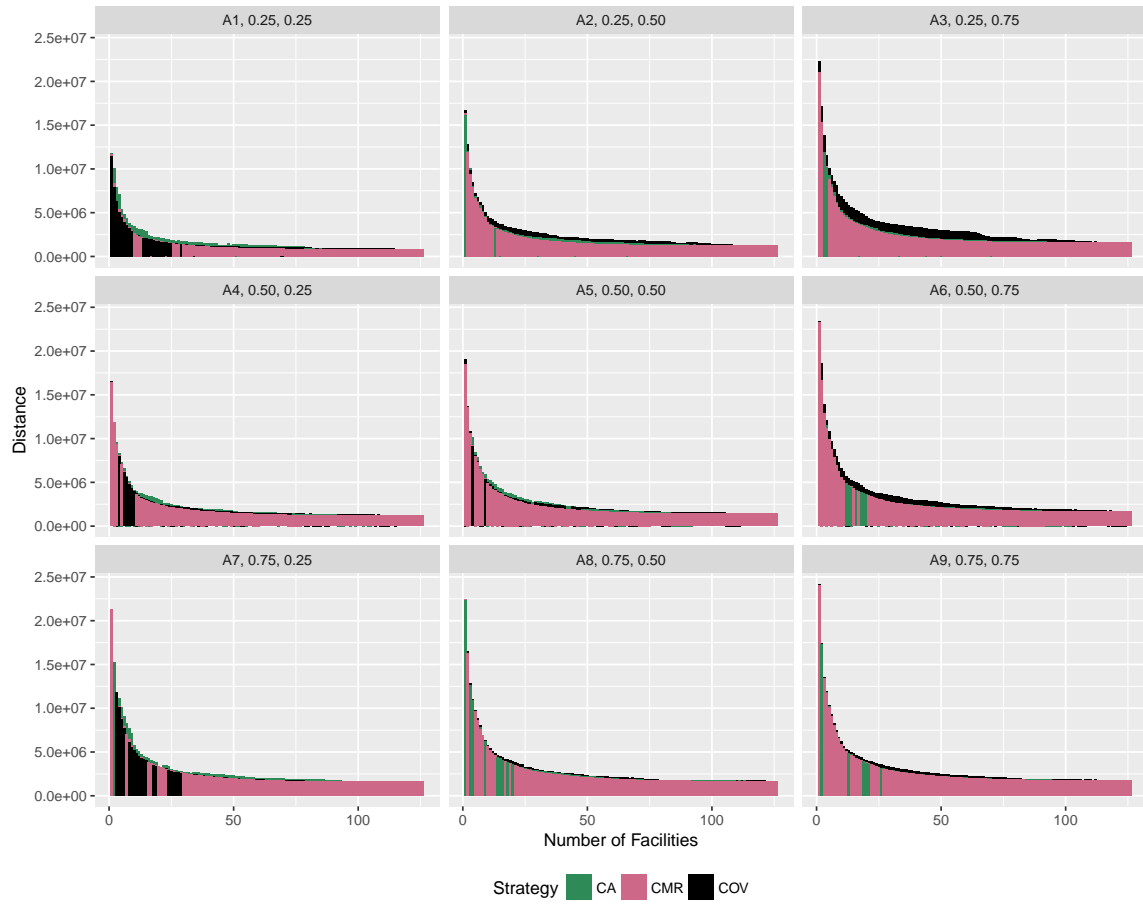 A1, 0.25, 0.25
A2, 0.25, 0.50
A3, 0.25, 0.75
2.5e+07
2.0e+07
1.5e+07
1.0e+07
5.0e+06
0.0e+00
A4, 0.50, 0.25
A5, 0.50, 0.50
A6, 0.50, 0.75
2.5e+07
2.0e+07
1.5e+07
1.0e+07
5.0e+06
0.0e+00
Distance
A7, 0.75, 0.25
A8, 0.75, 0.50
A9, 0.75, 0.75
2.5e+07
2.0e+07
1.5e+07
1.0e+07
5.0e+06
0.0e+00
0 50 100 0 50 100 0 50 100
Number of Facilities
Strategy CA CMR COV